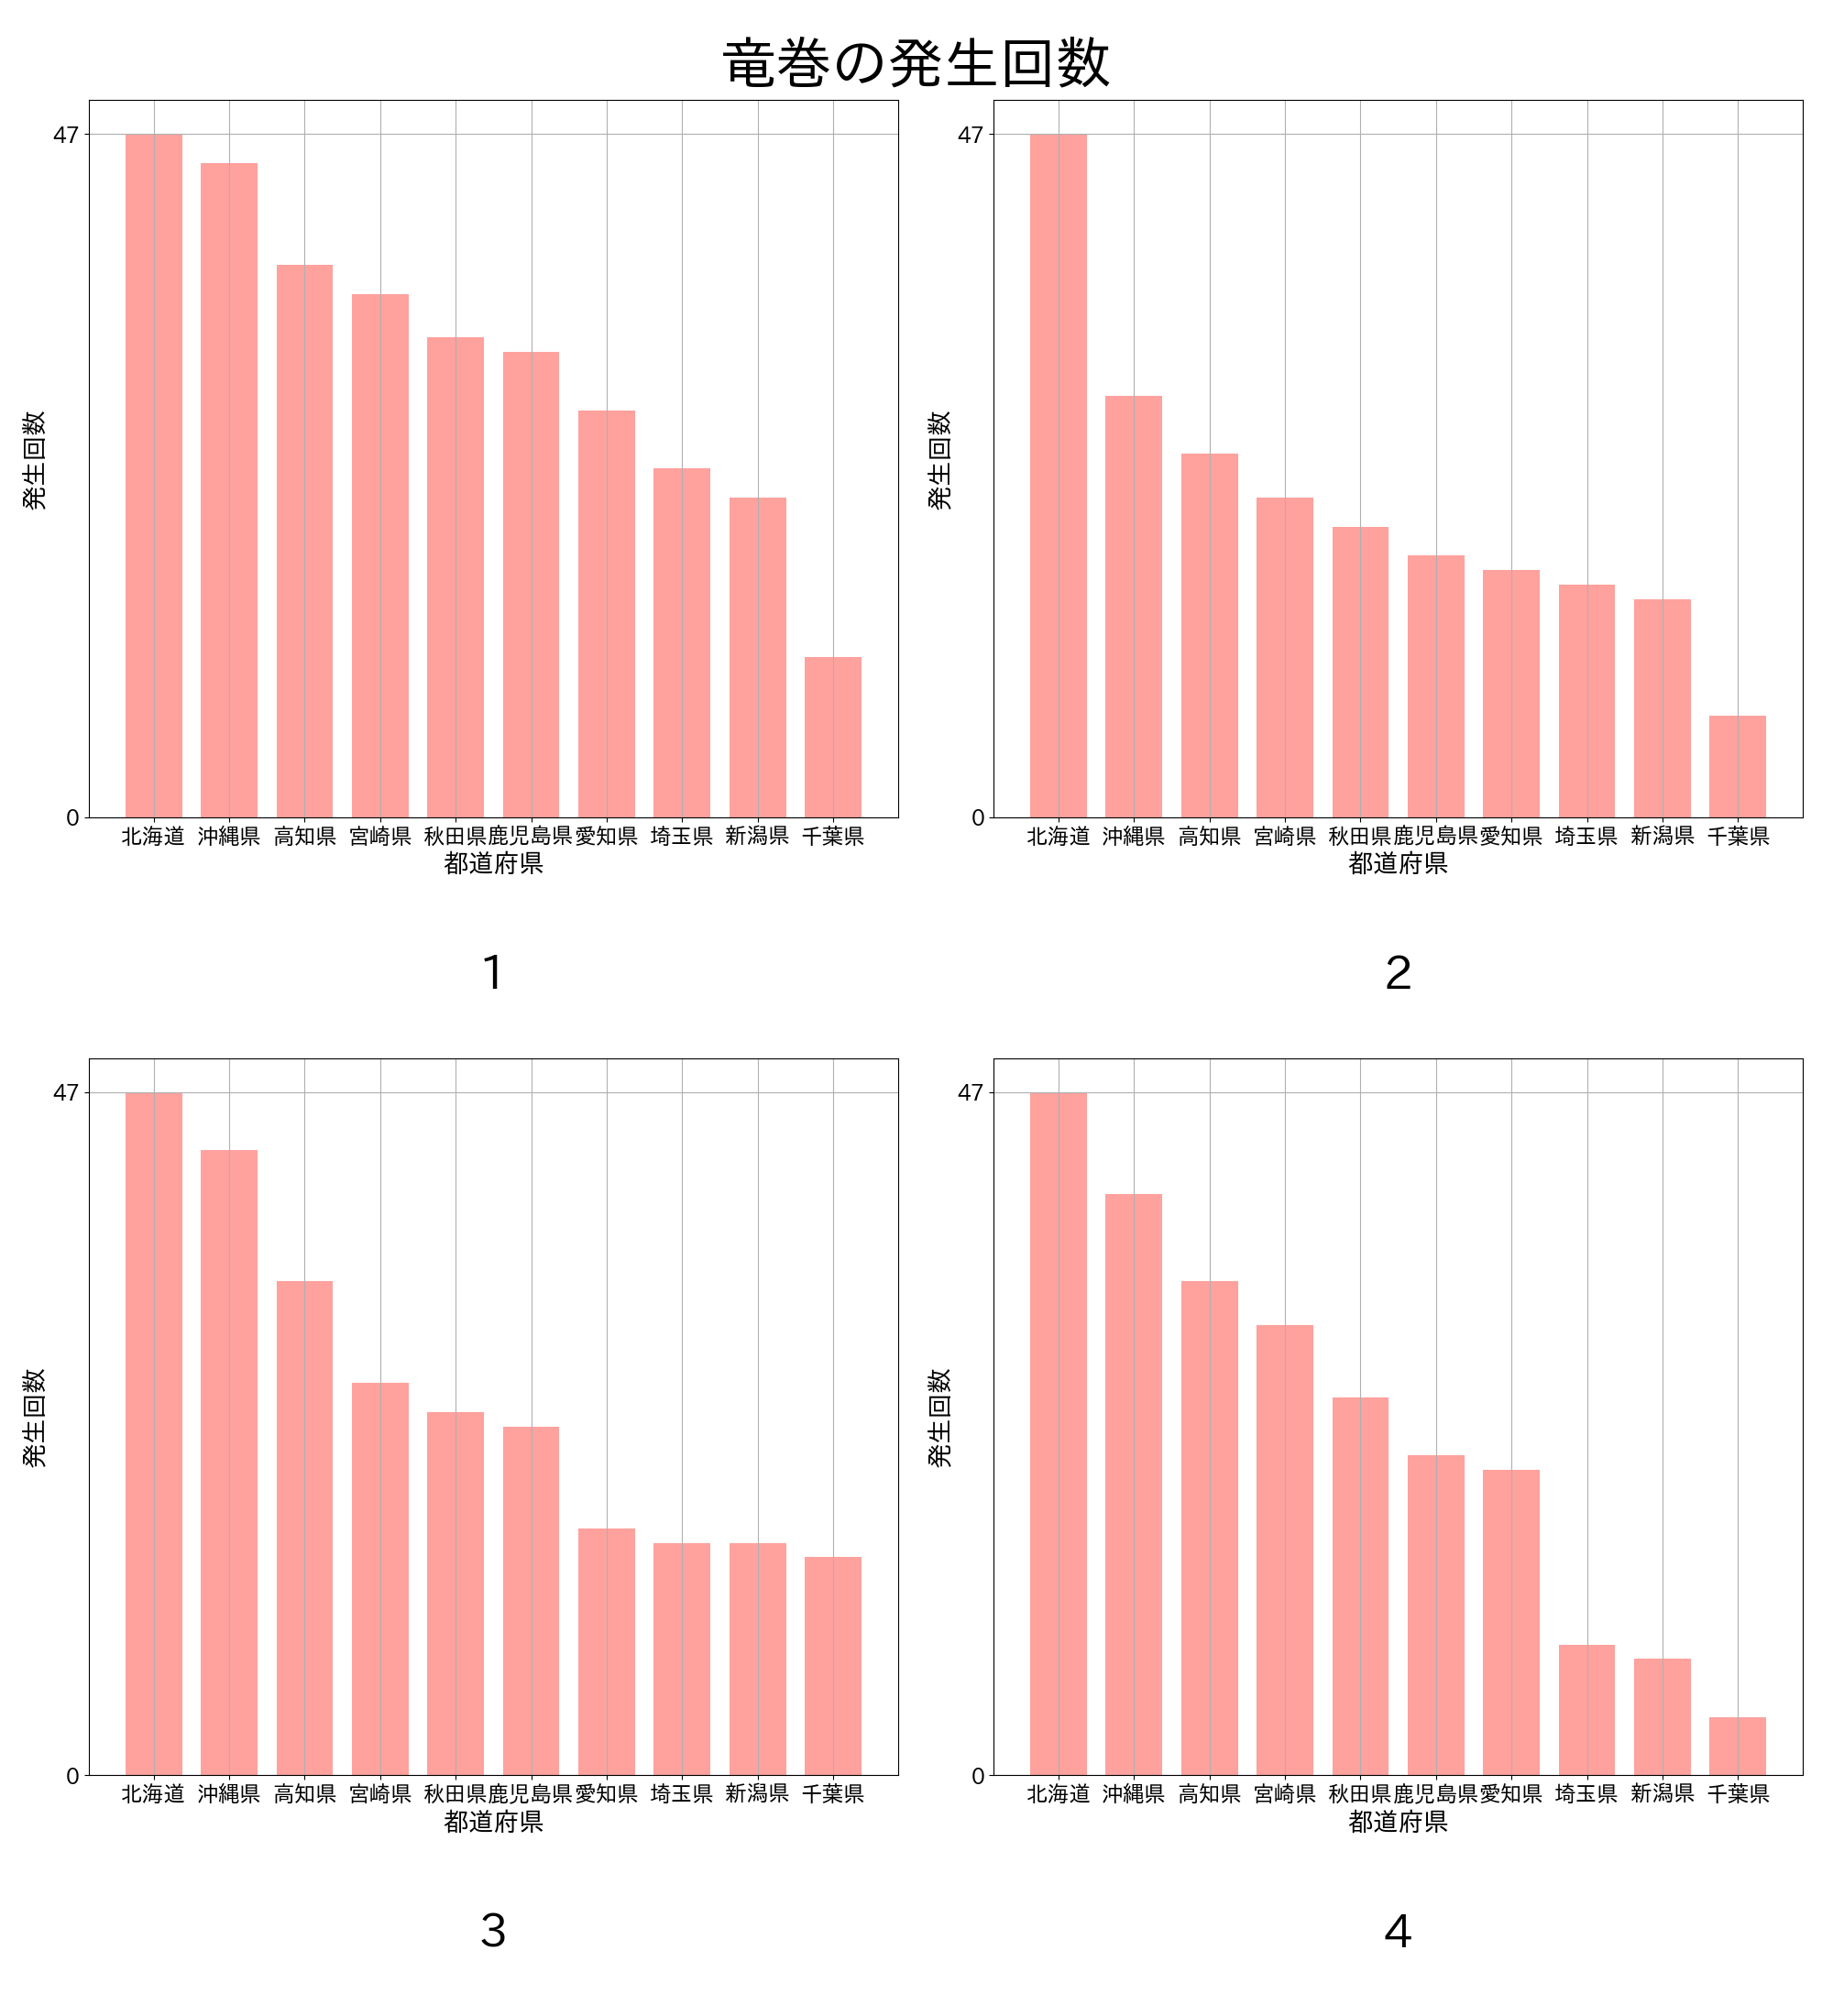 竜巻の発生回数
47
0
発生回数
北海道 沖縄県 高知県 宮崎県 秋田県 鹿児島県 愛知県 埼玉県 新潟県 千葉県
都道府県
1
47
0
発生回数
北海道 沖縄県 高知県 宮崎県 秋田県 鹿児島県 愛知県 埼玉県 新潟県 千葉県
都道府県
2
47
0
発生回数
北海道 沖縄県 高知県 宮崎県 秋田県 鹿児島県 愛知県 埼玉県 新潟県 千葉県
都道府県
3
47
0
発生回数
北海道 沖縄県 高知県 宮崎県 秋田県 鹿児島県 愛知県 埼玉県 新潟県 千葉県
都道府県
4